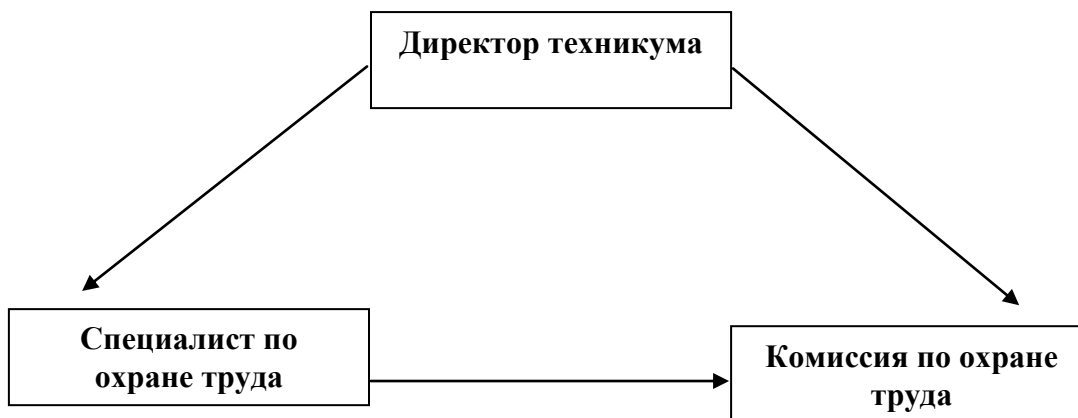 Директор техникума
Специалист по
охране труда
Комиссия по охране
труда